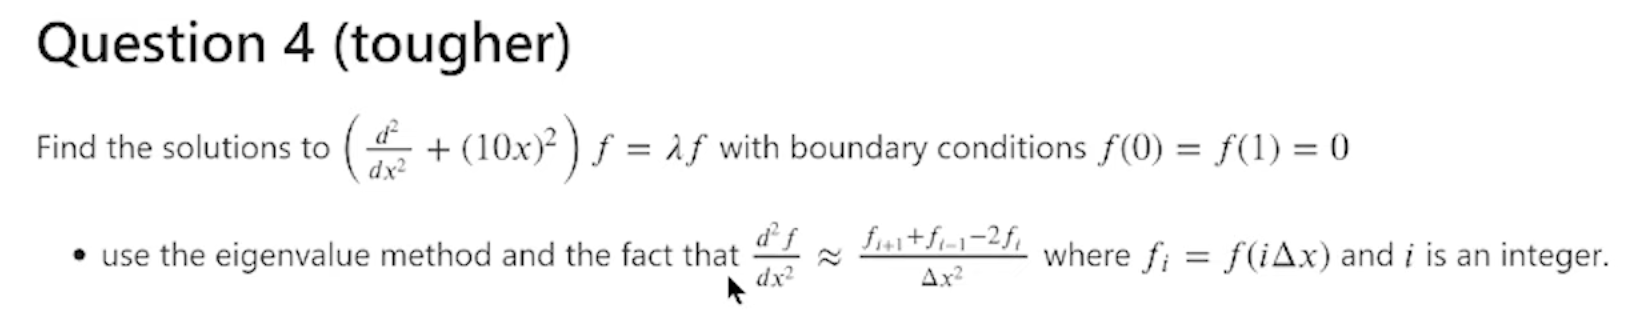 Question 4 (tougher)
Find the solutions to \left( \frac{d^2}{dx^2} + (10x)^2 \right) f = \lambda f with boundary conditions f(0) = f(1) = 0
• use the eigenvalue method and the fact that \frac{d^2 f}{dx^2} \approx \frac{f_{i+1}+f_{i-1}-2f_i}{\Delta x^2} where f_i = f(i\Delta x) and i is an integer.